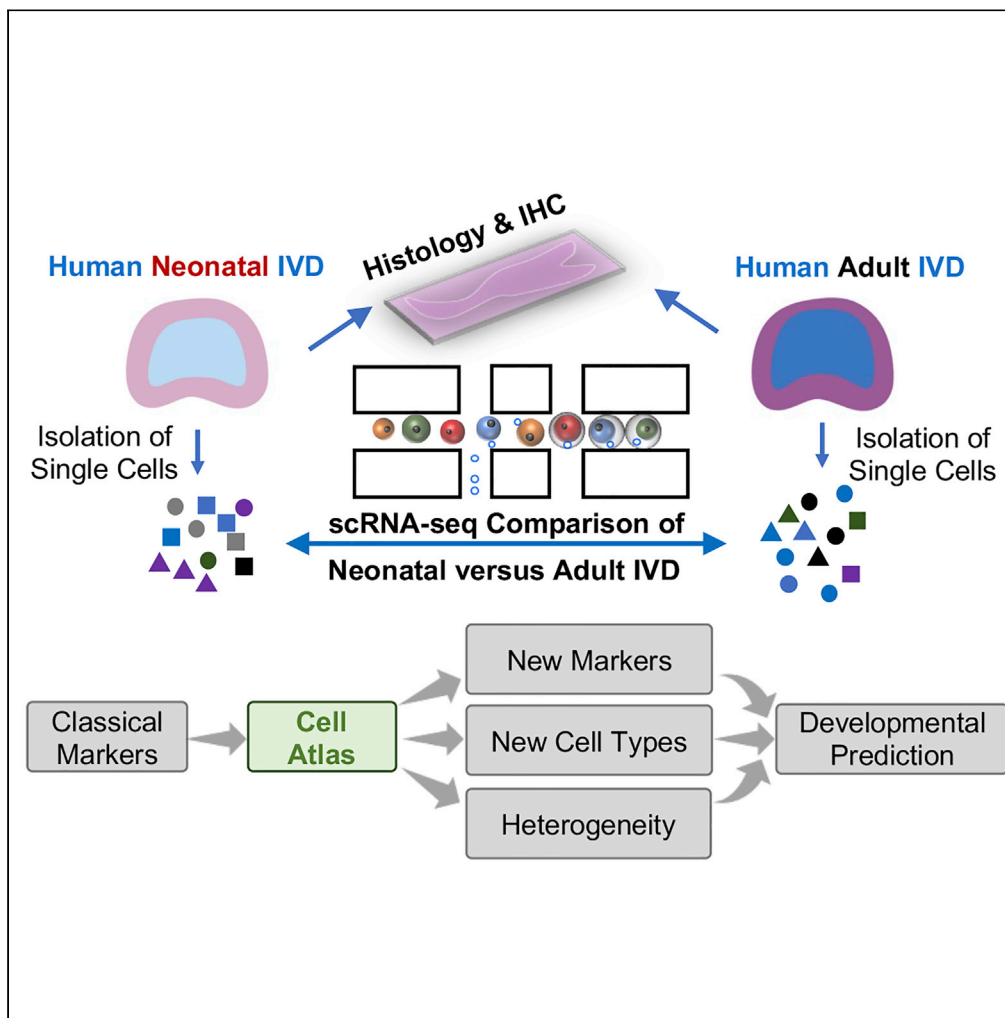 Histology & IHC
Human Neonatal IVD
Human Adult IVD
Isolation of
Single Cells
Isolation of
Single Cells
scRNA-seq Comparison of
Neonatal versus Adult IVD
Classical
Markers
Cell
Atlas
New Markers
New Cell Types
Heterogeneity
Developmental
Prediction